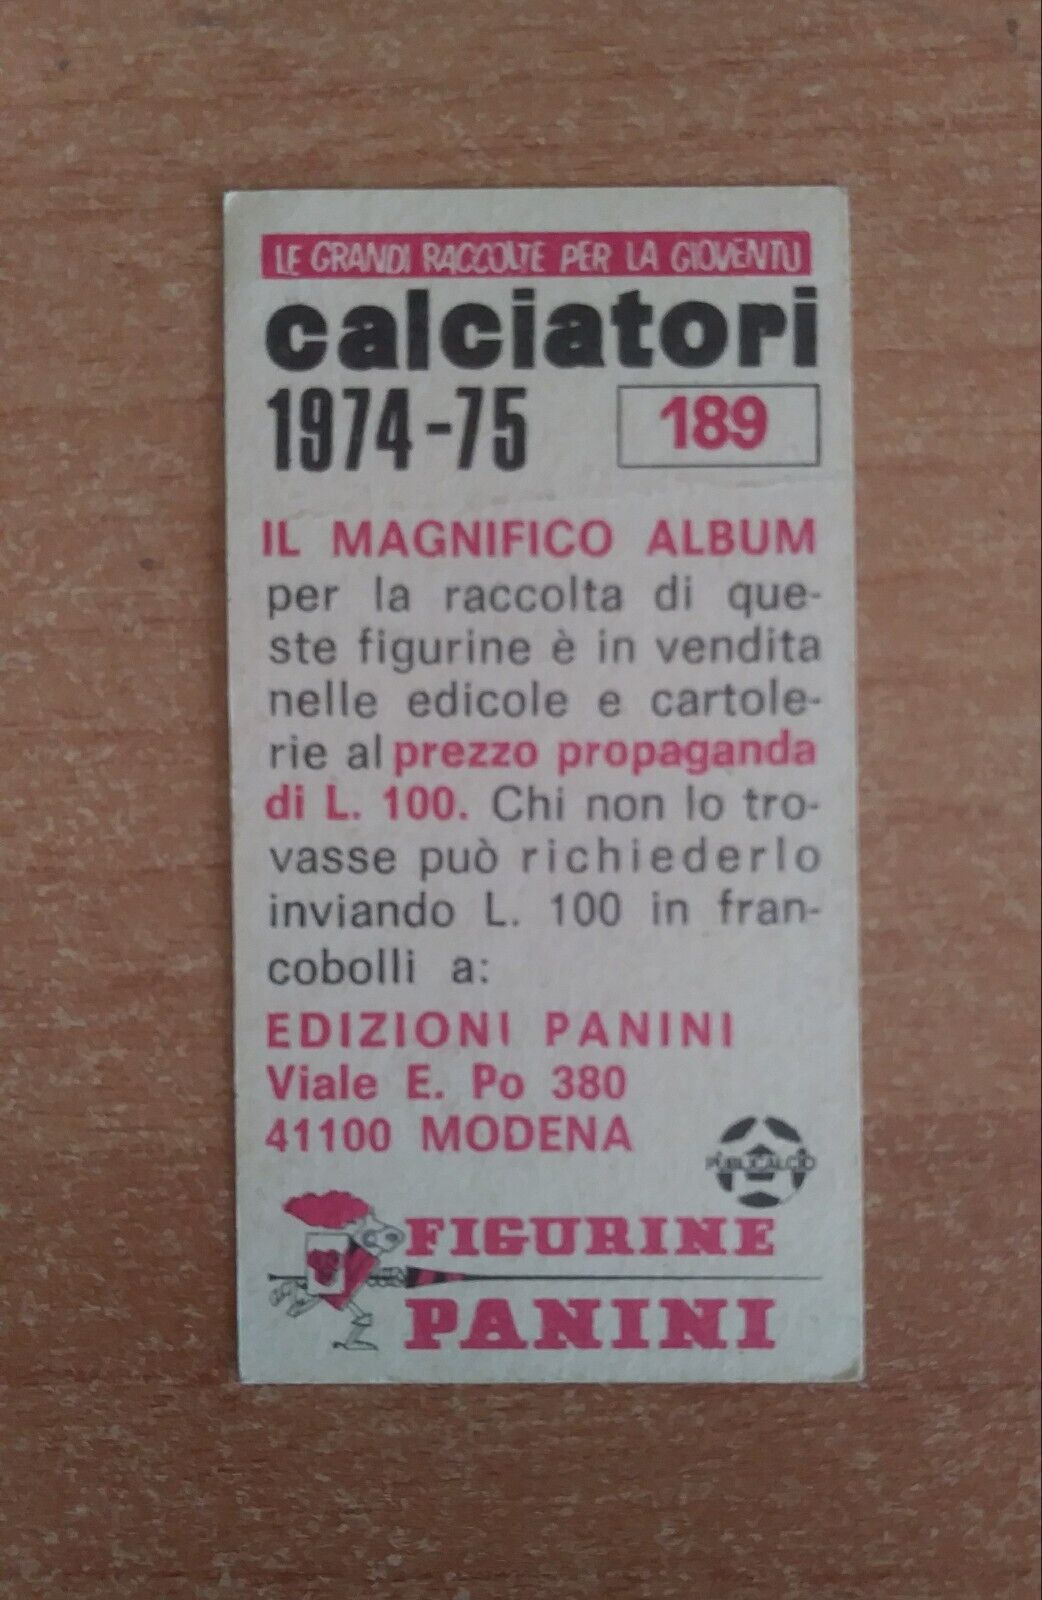 LE GRANDI RACCOLTE PER LA GIOVENTU
calciatori
1974-75 189
IL MAGNIFICO ALBUM
per la raccolta di que-
ste figurine è in vendita
nelle edicole e cartole-
rie al prezzo propaganda
di L. 100. Chi non lo tro-
vasse può richiederlo
inviando L. 100 in fran-
cobolli a:
EDIZIONI PANINI
Viale E. Po 380
41100 MODENA
PUBLICALCIO
FIGURINE
PANINI